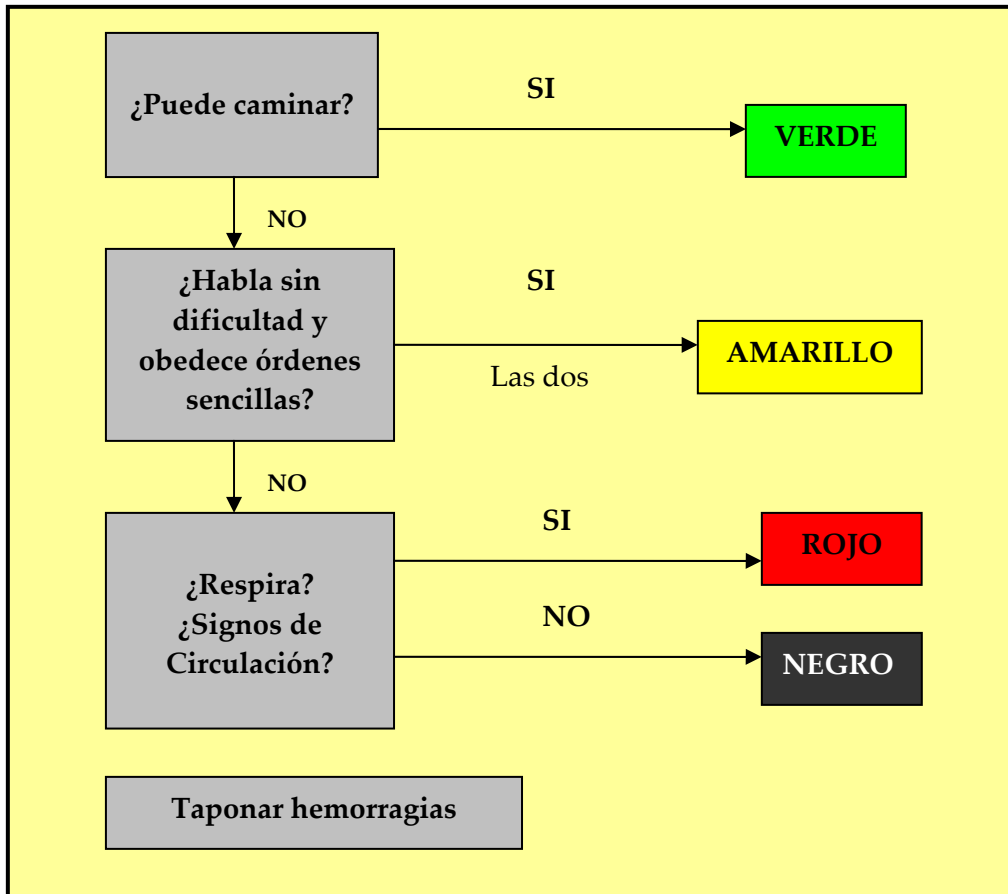 ¿Puede caminar?
SI
VERDE
NO
¿Habla sin
dificultad y
obedece órdenes
sencillas?
SI
Las dos
AMARILLO
NO
¿Respira?
¿Signos de
Circulación?
SI
ROJO
NO
NEGRO
Taponar hemorragias